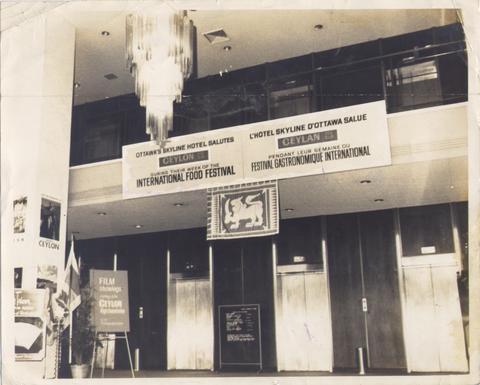 OTTAWA'S SKYLINE HOTEL SALUTES
CEYLON
DURING THEIR WEEK OF THE
INTERNATIONAL FOOD FESTIVAL
L'HOTEL SKYLINE D'OTTAWA SALUE
CEYLAN
PENDANT LEUR SEMAINE DU
FESTIVAL GASTRONOMIQUE INTERNATIONAL
CEYLON
FILM
CEYLON